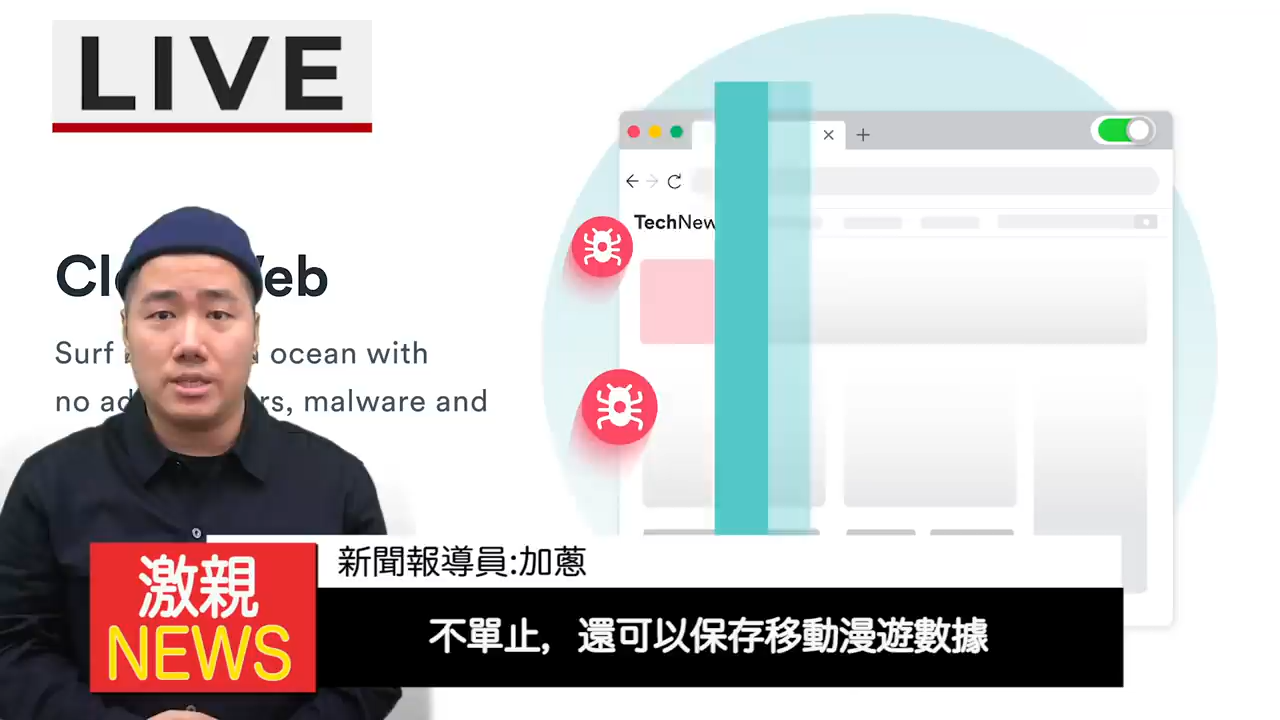 LIVE
TechNew
Cl eb
Surf ocean with
no ad rs, malware and
新聞報導員:加蔥
激親
NEWS
不單止, 還可以保存移動漫遊數據